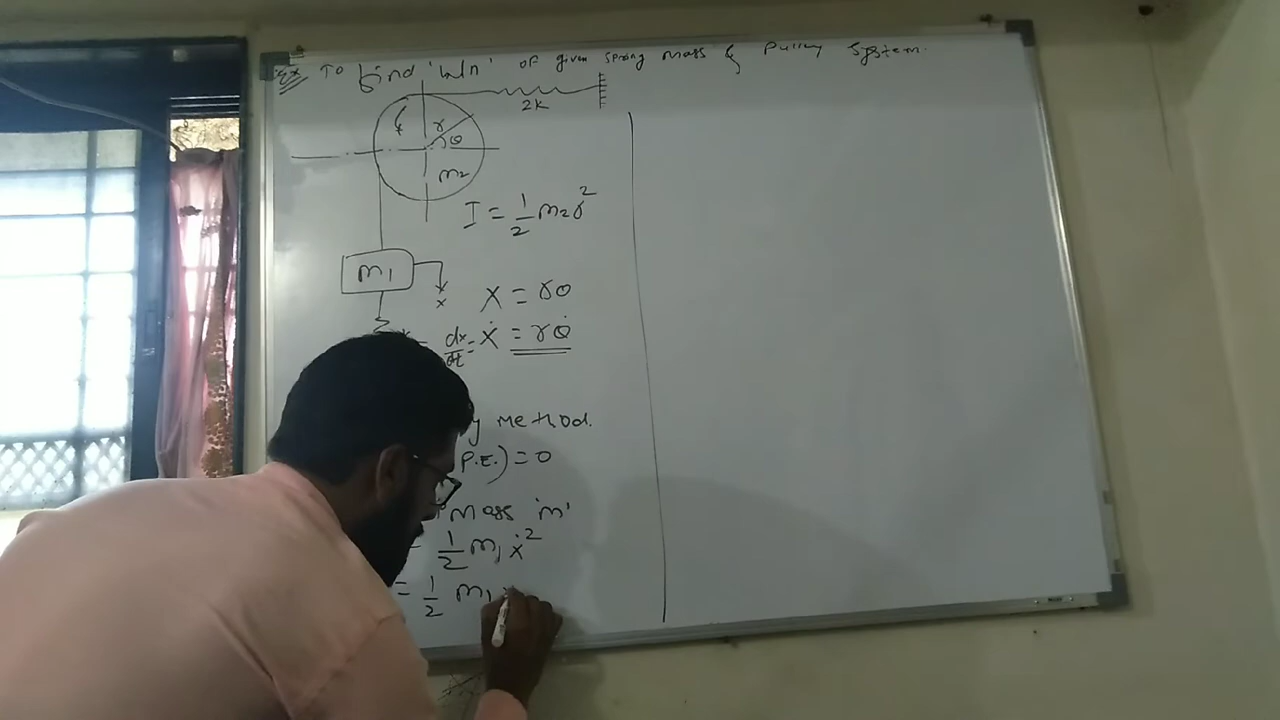 Ex To find 'Wn' of given spring mass & Pulley System.
2K
r θ
m2
I = 1/2 m2 r²
m1
x
x = rθ
dx/dt = ẋ = rθ̇
method.
P.E.) = 0
Mass 'm'
= 1/2 m1 ẋ²
= 1/2 m1